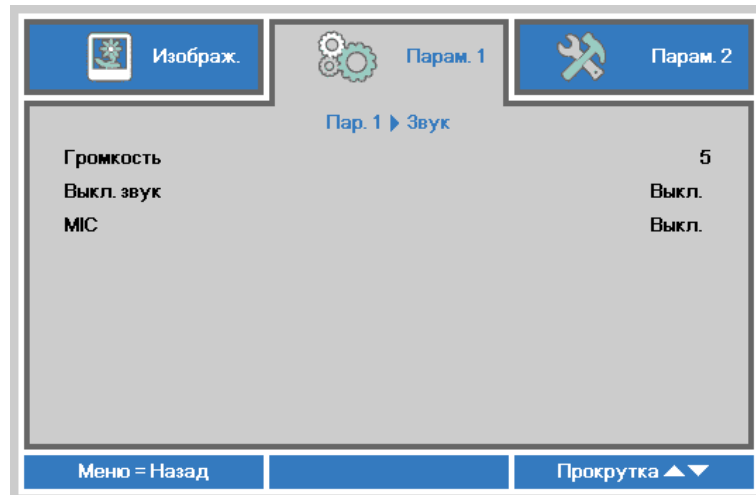 Изображ.
Парам. 1
Парам. 2
Пар. 1 ▶ Звук
Громкость 5
Выкл. звук Выкл.
MIC Выкл.
Меню = Назад
Прокрутка ▲▼